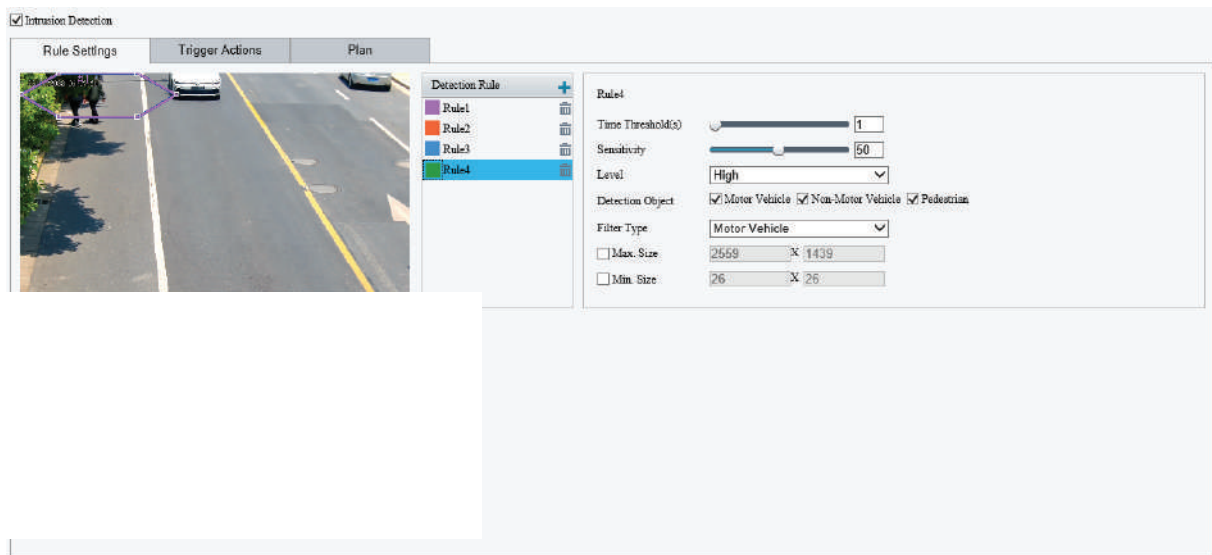 Intrusion Detection
Rule Settings Trigger Actions Plan
Detection Rule
Rule1
Rule2
Rule3
Rule4
Rule4
Time Threshold(s) 1
Sensitivity 50
Level High
Detection Object Motor Vehicle Non-Motor Vehicle Pedestrian
Filter Type Motor Vehicle
Max. Size 2559 X 1439
Min. Size 26 X 26